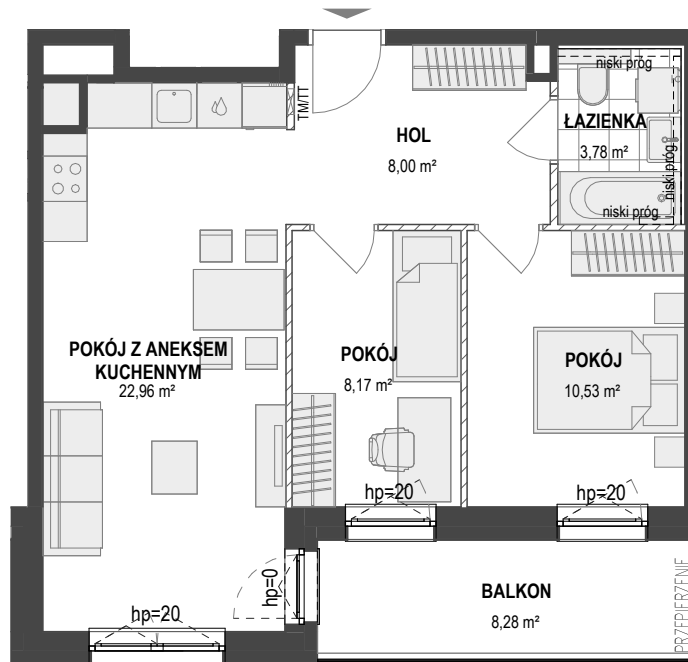 niski próg
TM/TT
HOL
8,00 m²
ŁAZIENKA
3,78 m²
niski próg
niski próg
POKÓJ Z ANEKSEM
KUCHENNYM
22,96 m²
POKÓJ
8,17 m²
POKÓJ
10,53 m²
hp=20
hp=20
hp=0
hp=20
BALKON
8,28 m²
PRZEPIERZENIE